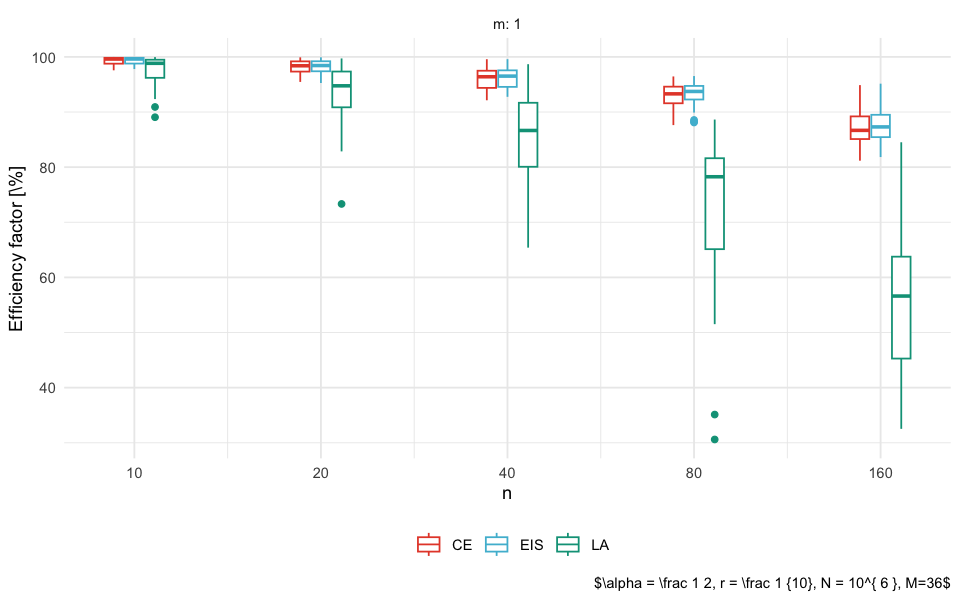 m: 1
100
80
60
40
Efficiency factor [\%]
10 20 40 80 160
n
CE EIS LA
$\alpha = \frac 1 2, r = \frac 1 {10}, N = 10^{ 6 }, M=36$